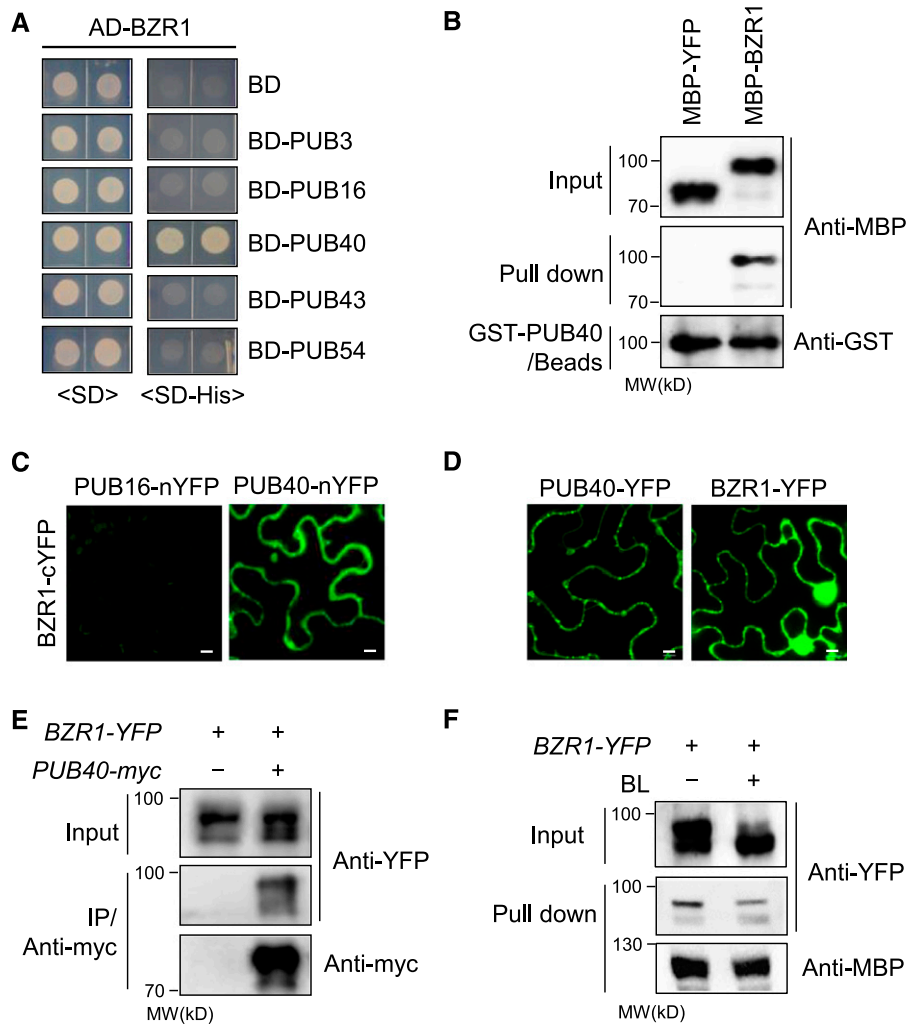 A
AD-BZR1
BD
BD-PUB3
BD-PUB16
BD-PUB40
BD-PUB43
BD-PUB54
<SD>
<SD-His>
B
MBP-YFP
MBP-BZR1
Input
100
70
Pull down
100
70
Anti-MBP
GST-PUB40
/Beads
100
Anti-GST
MW(kD)
C
PUB16-nYFP
PUB40-nYFP
BZR1-cYFP
D
PUB40-YFP
BZR1-YFP
E
BZR1-YFP + +
PUB40-myc – +
Input
100
Anti-YFP
100
IP/
Anti-myc
Anti-myc
70
MW(kD)
F
BZR1-YFP + +
BL – +
Input
100
Anti-YFP
Pull down
100
130
Anti-MBP
MW(kD)